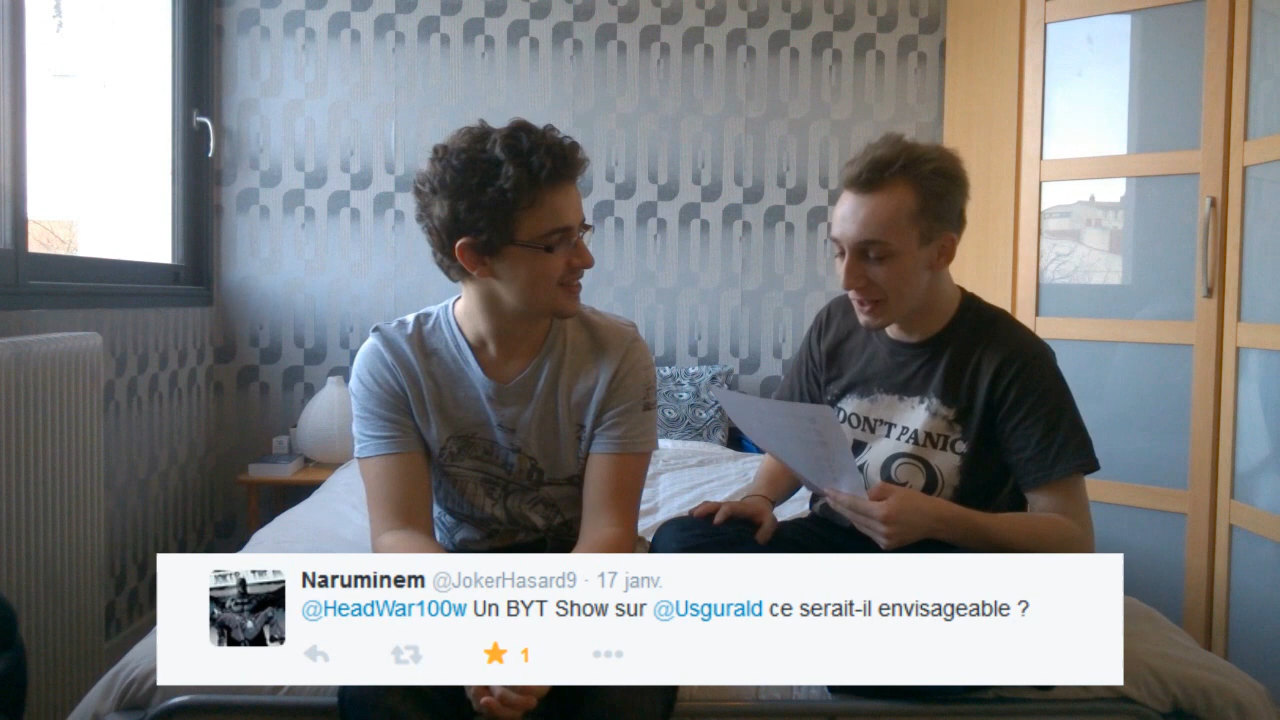 DON'T PANIC
Naruminem @JokerHasard9 · 17 janv.
@HeadWar100w Un BYT Show sur @Usgurald ce serait-il envisageable ?
1